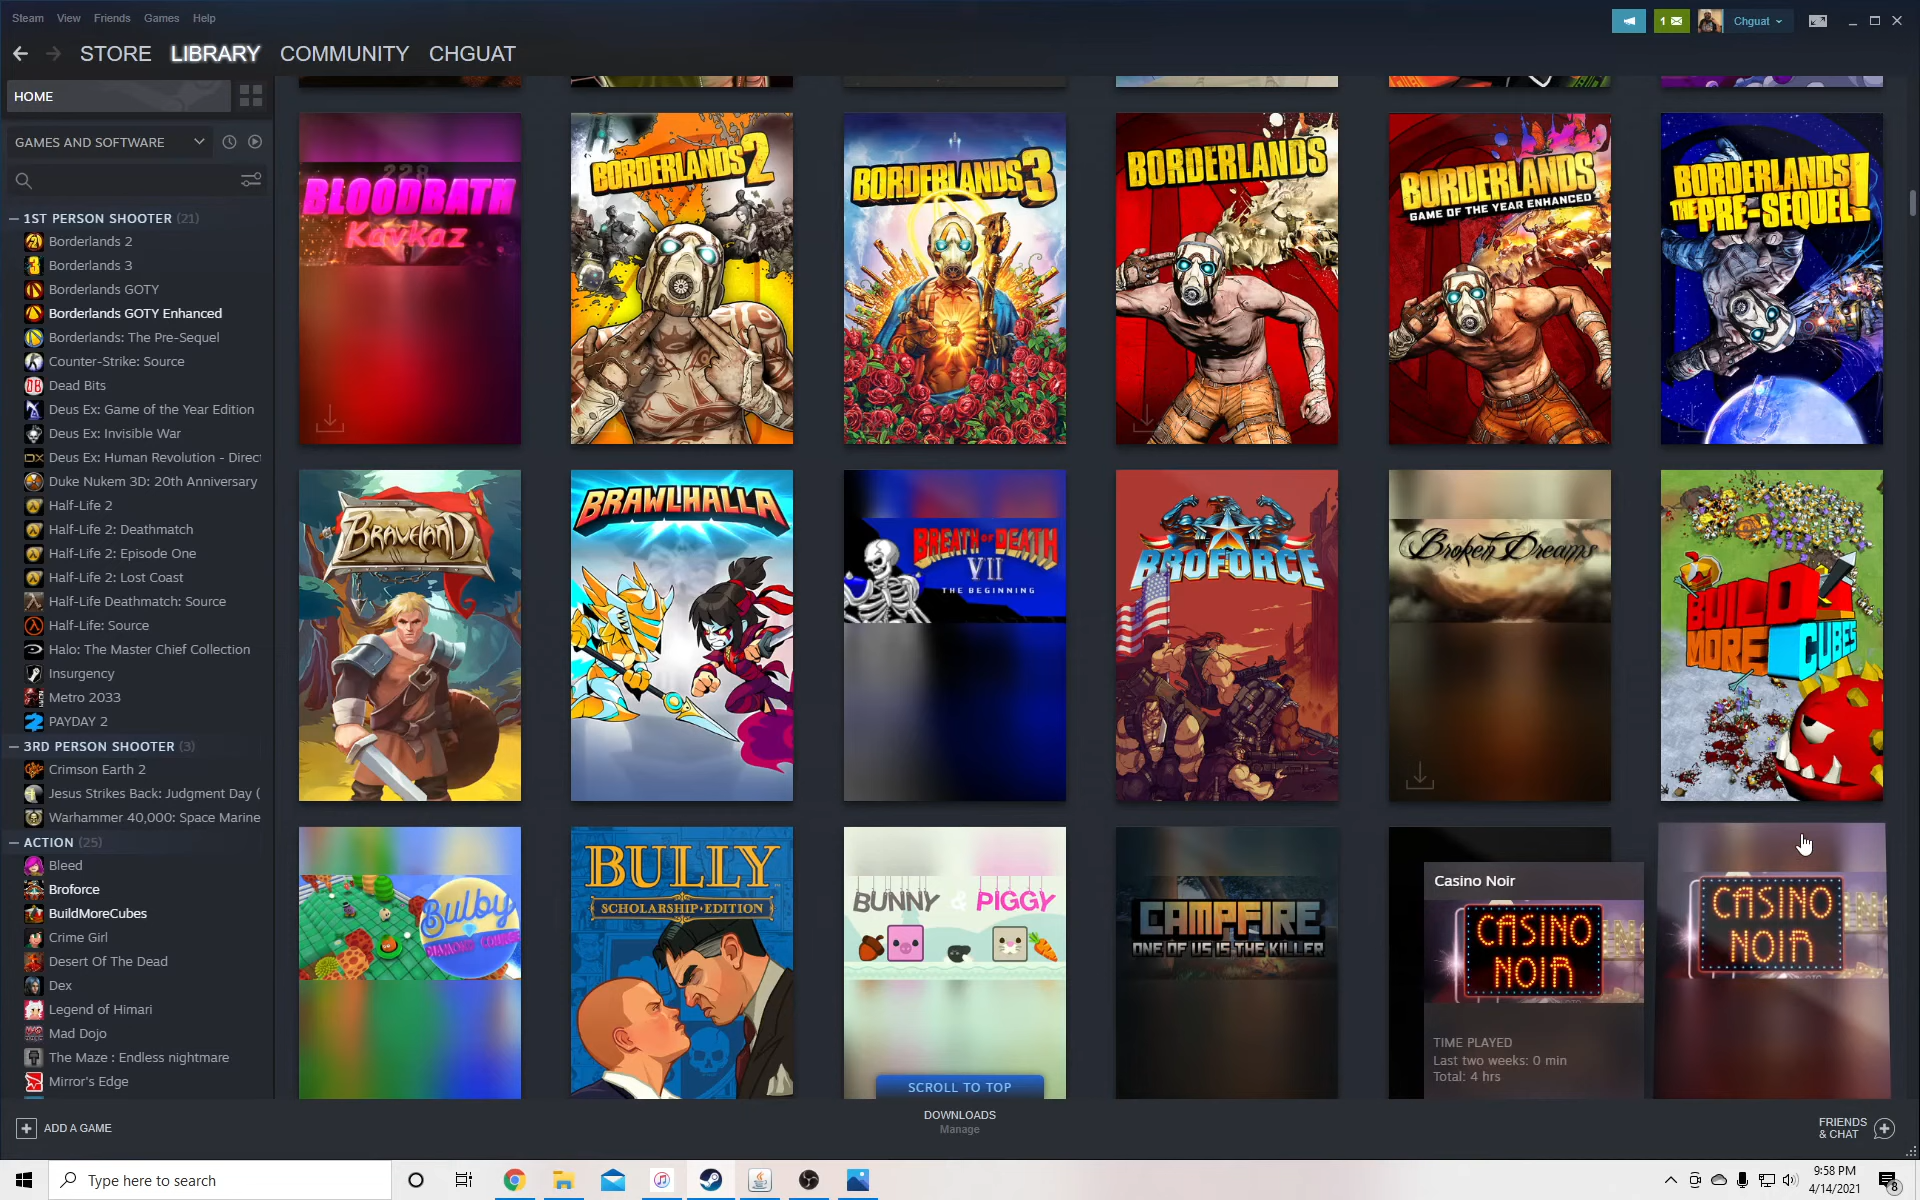 Steam View Friends Games Help
1
Chguat
STORE LIBRARY COMMUNITY CHGUAT
HOME
GAMES AND SOFTWARE
1ST PERSON SHOOTER (21)
Borderlands 2
Borderlands 3
Borderlands GOTY
Borderlands GOTY Enhanced
Borderlands: The Pre-Sequel
Counter-Strike: Source
Dead Bits
Deus Ex: Game of the Year Edition
Deus Ex: Invisible War
Deus Ex: Human Revolution - Direc
Duke Nukem 3D: 20th Anniversary
Half-Life 2
Half-Life 2: Deathmatch
Half-Life 2: Episode One
Half-Life 2: Lost Coast
Half-Life Deathmatch: Source
Half-Life: Source
Halo: The Master Chief Collection
Insurgency
Metro 2033
PAYDAY 2
3RD PERSON SHOOTER (3)
Crimson Earth 2
Jesus Strikes Back: Judgment Day (
Warhammer 40,000: Space Marine
ACTION (25)
Bleed
Broforce
BuildMoreCubes
Crime Girl
Desert Of The Dead
Dex
Legend of Himari
Mad Dojo
The Maze : Endless nightmare
Mirror's Edge
BLOODBATH
Kavkaz
BORDERLANDS 2
BORDERLANDS 3
BORDERLANDS
BORDERLANDS
GAME OF THE YEAR ENHANCED
BORDERLANDS
THE PRE-SEQUEL!
BRAVELAND
BRAWLHALLA
BREATH OF DEATH
VII
THE BEGINNING
BROFORCE
Broken Dreams
BUILD
MORE CUBES
Bulby
DIAMOND COURSE
BULLY
SCHOLARSHIP EDITION
BUNNY & PIGGY
CAMPFIRE
ONE OF US IS THE KILLER
Casino Noir
CASINO
NOIR
TIME PLAYED
Last two weeks: 0 min
Total: 4 hrs
CASINO
NOIR
SCROLL TO TOP
ADD A GAME
DOWNLOADS
Manage
FRIENDS
& CHAT
Type here to search
9:58 PM
4/14/2021
8